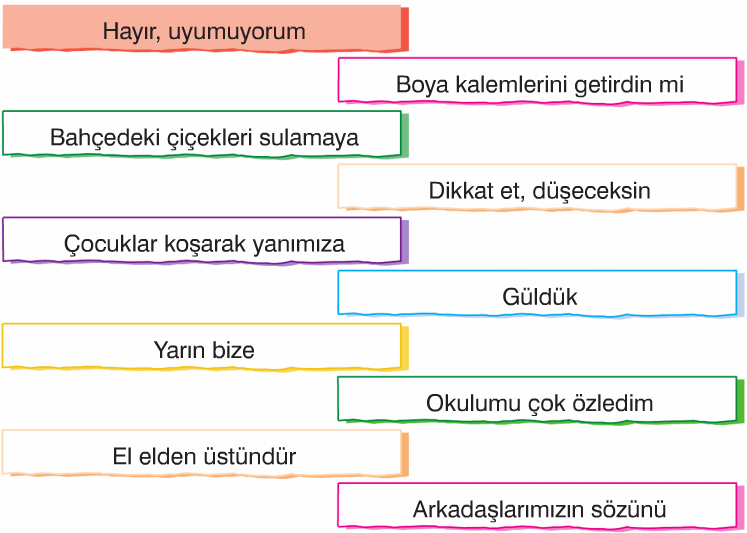 Hayır, uyumuyorum
Boya kalemlerini getirdin mi
Bahçedeki çiçekleri sulamaya
Dikkat et, düşeceksin
Çocuklar koşarak yanımıza
Güldük
Yarın bize
Okulumu çok özledim
El elden üstündür
Arkadaşlarımızın sözünü